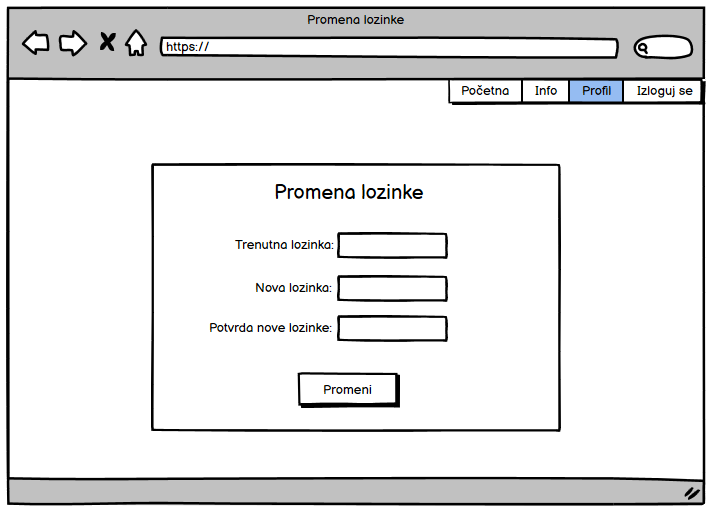 Promena lozinke
https://
Početna Info Profil Izloguj se
Promena lozinke
Trenutna lozinka:
Nova lozinka:
Potvrda nove lozinke:
Promeni